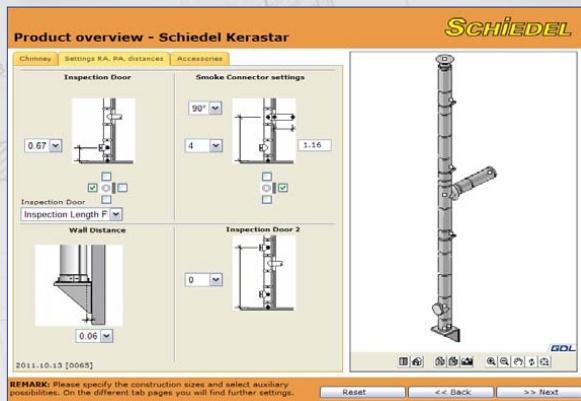 Product overview - Schiedel Kerastar
SCHIEDEL
Chimney
Settings RA. PA. distances
Accessories
Inspection Door
Smoke Connector settings
90°
0.67
4
1.16
Inspection Door
Inspection Length F
Wall Distance
Inspection Door 2
0
0.06
2011.10.13 [0065]
GDL
REMARK: Please specify the construction sizes and select auxiliary
possibilities. On the different tab pages you will find further settings.
Reset
<< Back
>> Next